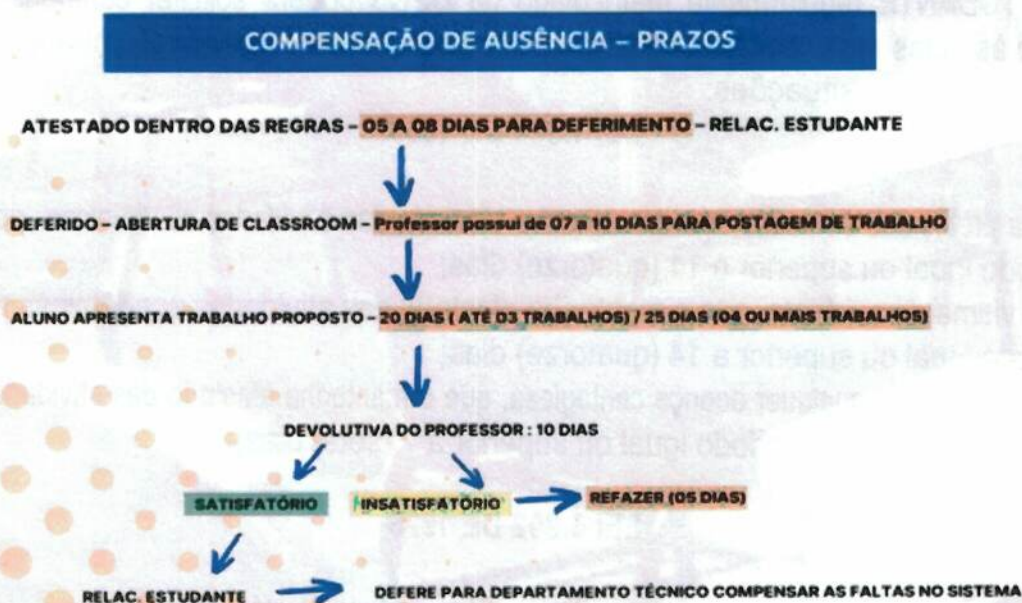 COMPENSAÇÃO DE AUSÊNCIA – PRAZOS
ATESTADO DENTRO DAS REGRAS – 05 A 08 DIAS PARA DEFERIMENTO – RELAC. ESTUDANTE
DEFERIDO – ABERTURA DE CLASSROOM – Professor possui de 07 a 10 DIAS PARA POSTAGEM DE TRABALHO
ALUNO APRESENTA TRABALHO PROPOSTO – 20 DIAS ( ATÉ 03 TRABALHOS) / 25 DIAS (04 OU MAIS TRABALHOS)
DEVOLUTIVA DO PROFESSOR : 10 DIAS
SATISFATÓRIO INSATISFATÓRIO REFAZER (05 DIAS)
RELAC. ESTUDANTE DEFERE PARA DEPARTAMENTO TÉCNICO COMPENSAR AS FALTAS NO SISTEMA